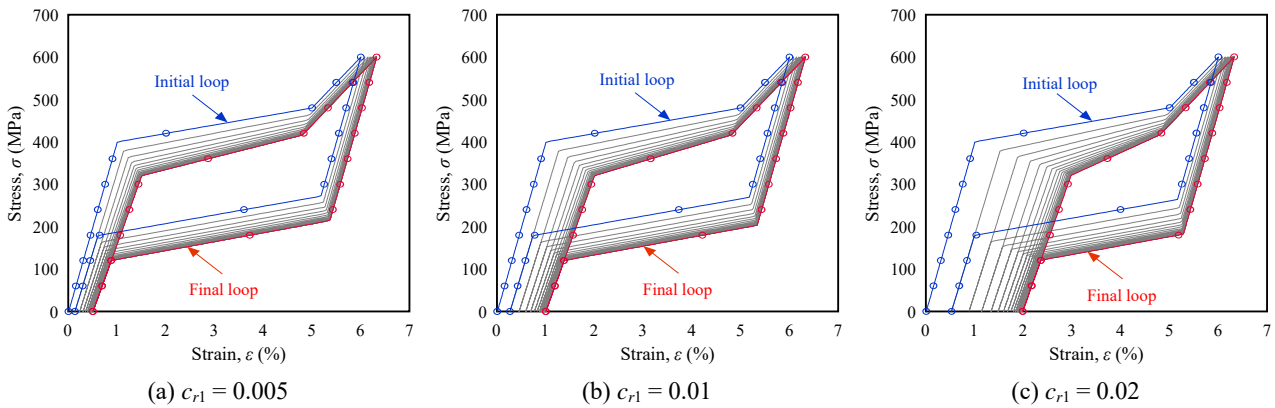 700
600
500
400
300
200
100
0
Stress, σ (MPa)
Initial loop
Final loop
0 1 2 3 4 5 6 7
Strain, ε (%)
(a) cr1 = 0.005
700
600
500
400
300
200
100
0
Stress, σ (MPa)
Initial loop
Final loop
0 1 2 3 4 5 6 7
Strain, ε (%)
(b) cr1 = 0.01
700
600
500
400
300
200
100
0
Stress, σ (MPa)
Initial loop
Final loop
0 1 2 3 4 5 6 7
Strain, ε (%)
(c) cr1 = 0.02